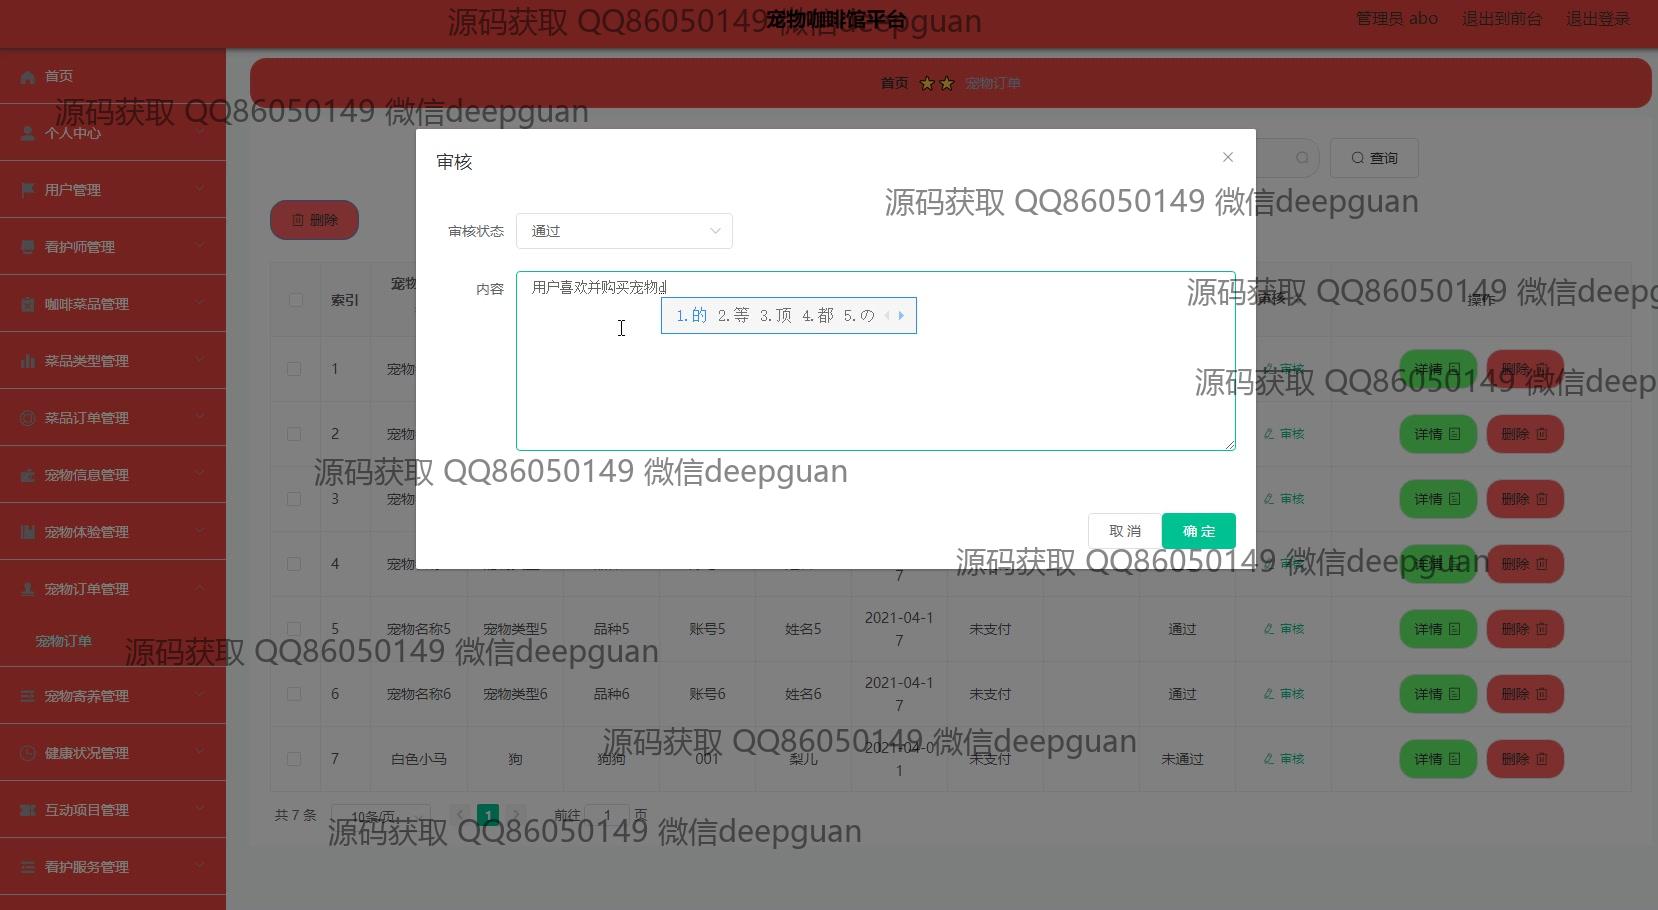 宠物咖啡馆平台
管理员 abo 退出到前台 退出登录
源码获取 QQ86050149 微信deepguan
首页
个人中心
用户管理
看护师管理
咖啡菜品管理
菜品类型管理
菜品订单管理
宠物信息管理
宠物体验管理
宠物订单管理
宠物订单
宠物寄养管理
健康状况管理
互动项目管理
看护服务管理
首页 宠物订单
源码获取 QQ86050149 微信deepguan
查询
删除
源码获取 QQ86050149 微信deepguan
审核
审核状态 通过
内容 用户喜欢并购买宠物d
1.的 2.等 3.顶 4.都 5.の
取消 确定
索引 宠物 审核 操作
源码获取 QQ86050149 微信deepg
1 宠物 审核 详情 删除
源码获取 QQ86050149 微信deep
2 宠物 审核 详情 删除
源码获取 QQ86050149 微信deepguan
3 宠物 审核 详情 删除
4 宠物 7 详情 删除
源码获取 QQ86050149 微信deepguan
5 宠物名称5 宠物类型5 品种5 账号5 姓名5 2021-04-17 未支付 通过 审核 详情 删除
源码获取 QQ86050149 微信deepguan
6 宠物名称6 宠物类型6 品种6 账号6 姓名6 2021-04-17 未支付 通过 审核 详情 删除
源码获取 QQ86050149 微信deepguan
7 白色小马 狗 狗狗 001 梨儿 2021-04-01 未支付 未通过 审核 详情 删除
共 7 条 10条/页 1 前往 1 页
源码获取 QQ86050149 微信deepguan